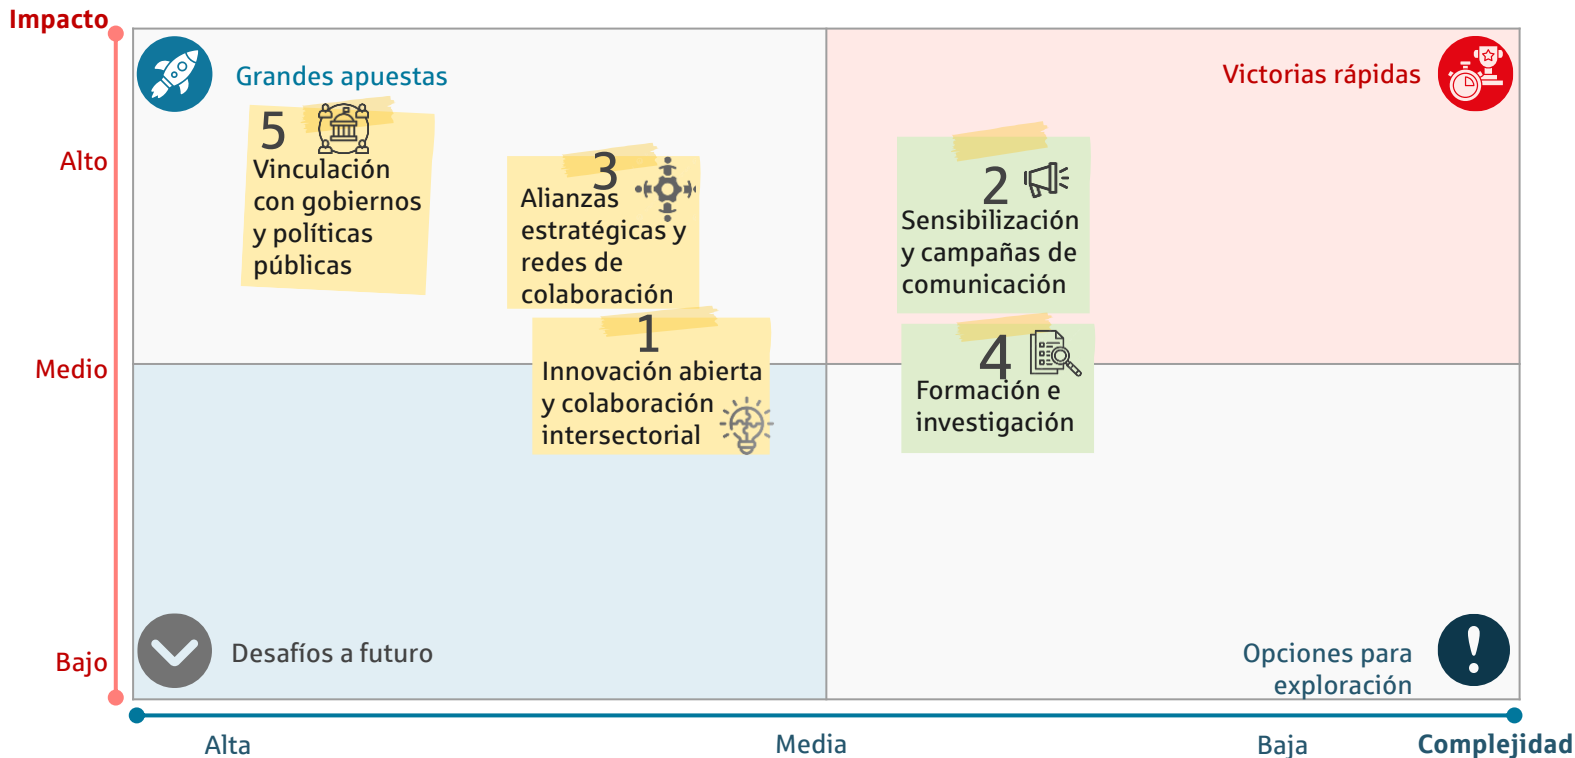 Impacto
Grandes apuestas
Victorias rápidas
Alto
5
Vinculación
con gobiernos
y políticas
públicas
3
Alianzas
estratégicas y
redes de
colaboración
2
Sensibilización
y campañas de
comunicación
Medio
1
Innovación abierta
y colaboración
intersectorial
4
Formación e
investigación
Bajo
Desafíos a futuro
Opciones para
exploración
Alta
Media
Baja
Complejidad